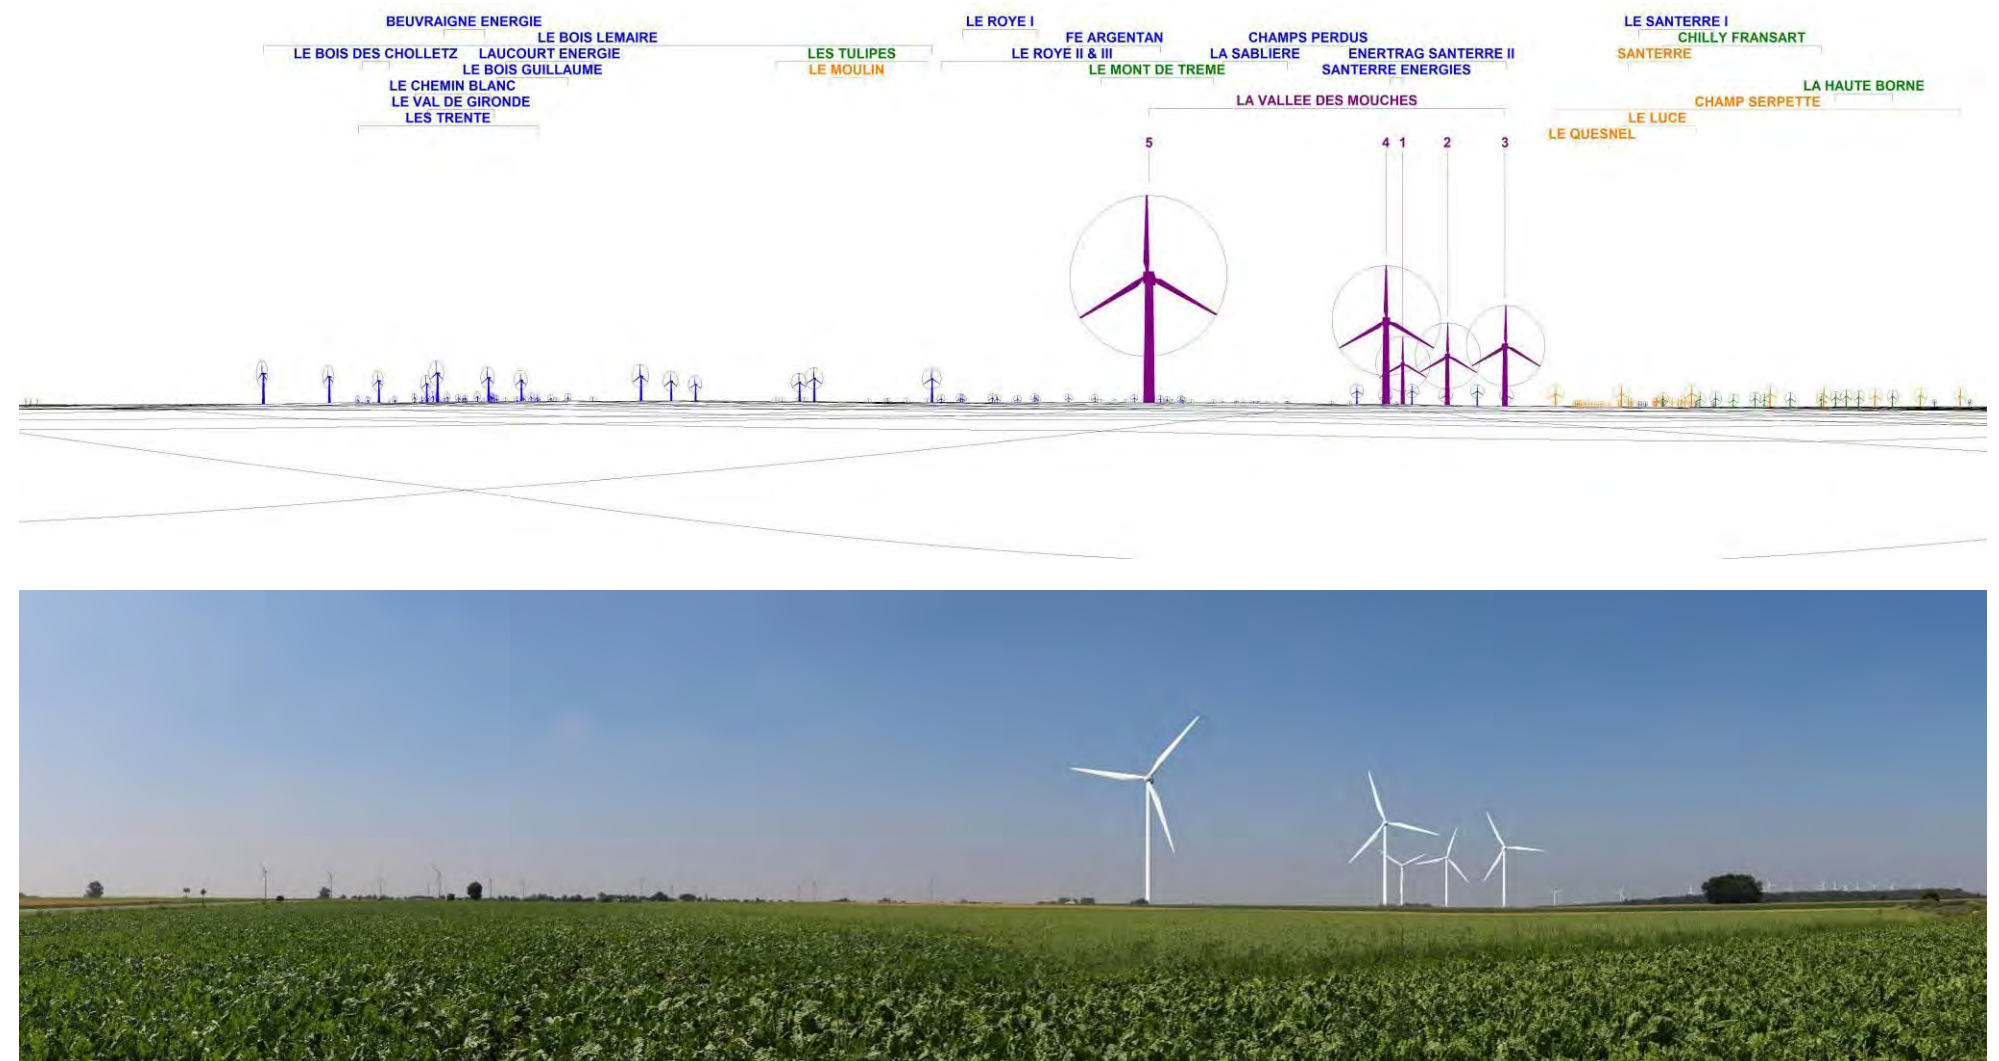 BEUVRAIGNE ENERGIE LE ROYE I LE SANTERRE I
LE BOIS LEMAIRE FE ARGENTAN CHAMPS PERDUS CHILLY FRANSART
LE BOIS DES CHOLLETZ LAUCOURT ENERGIE LES TULIPES LE ROYE II & III LA SABLIERE ENERTRAG SANTERRE II SANTERRE
LE BOIS GUILLAUME LE MOULIN LE MONT DE TREME SANTERRE ENERGIES
LE CHEMIN BLANC LA HAUTE BORNE
LE VAL DE GIRONDE LA VALLEE DES MOUCHES CHAMP SERPETTE
LES TRENTE LE LUCE
LE QUESNEL
5 4 1 2 3